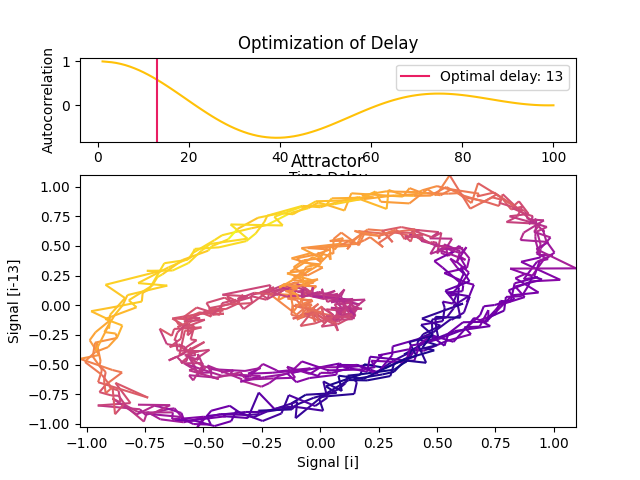 Optimization of Delay
Autocorrelation
1
0
Optimal delay: 13
0 20 40 60 80 100
Time Delay
Attractor
Signal [i-13]
1.00
0.75
0.50
0.25
0.00
−0.25
−0.50
−0.75
−1.00
−1.00 −0.75 −0.50 −0.25 0.00 0.25 0.50 0.75 1.00
Signal [i]